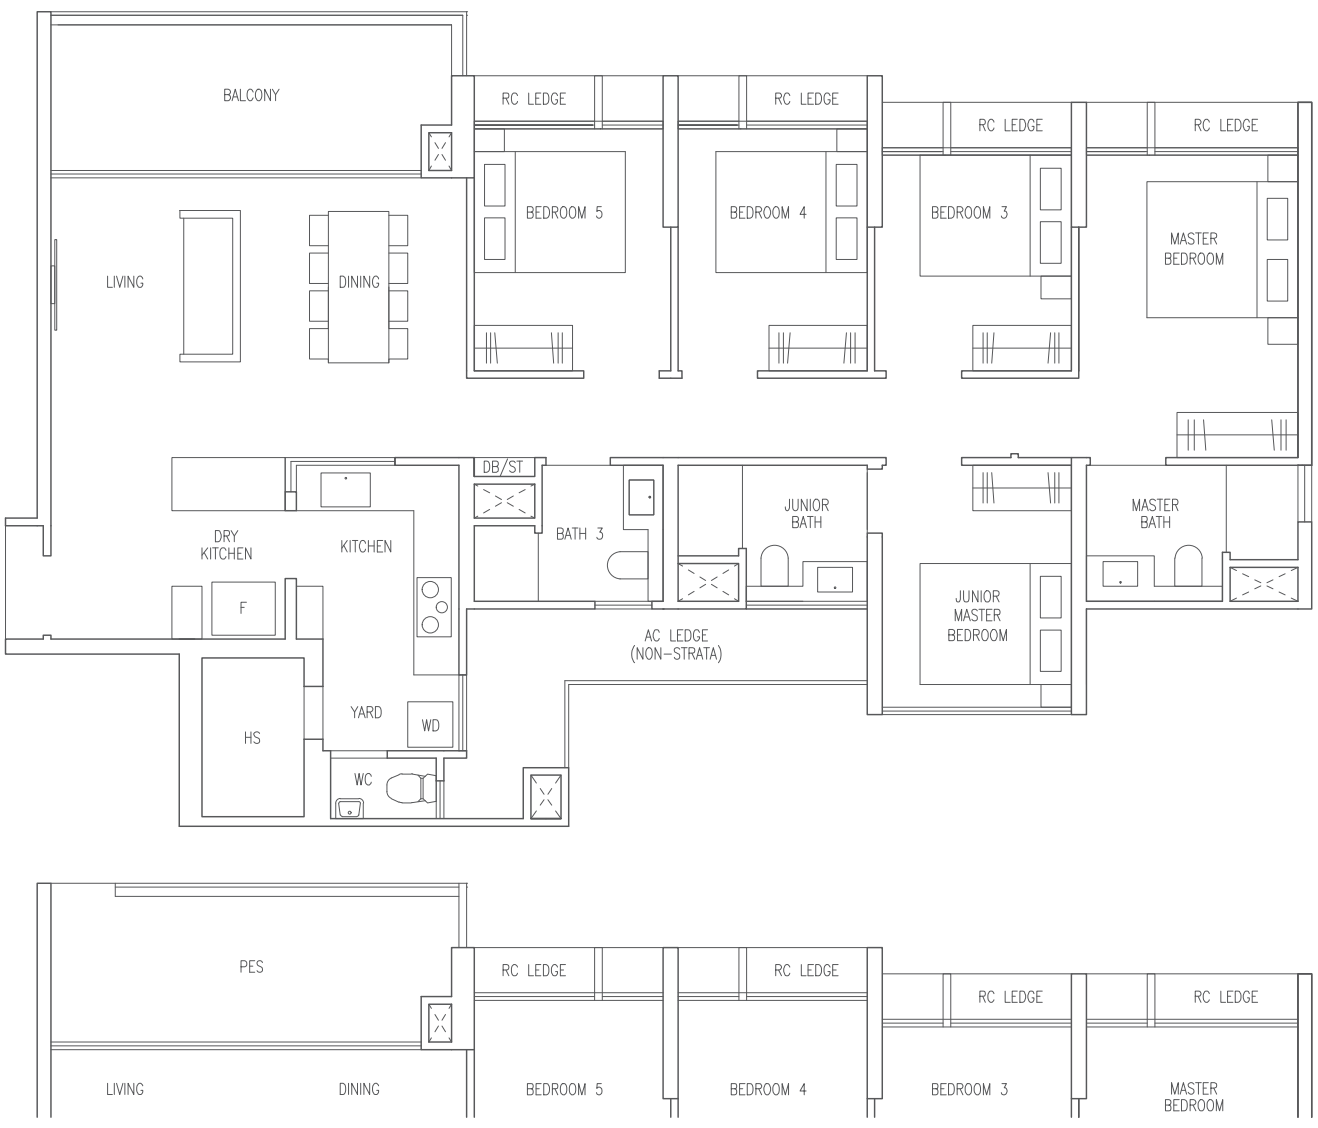 BALCONY
RC LEDGE
RC LEDGE
RC LEDGE
RC LEDGE
BEDROOM 5
BEDROOM 4
BEDROOM 3
MASTER
BEDROOM
LIVING
DINING
DB/ST
DRY
KITCHEN
KITCHEN
BATH 3
JUNIOR
BATH
MASTER
BATH
F
JUNIOR
MASTER
BEDROOM
AC LEDGE
(NON-STRATA)
HS
YARD
WD
WC
PES
RC LEDGE
RC LEDGE
RC LEDGE
RC LEDGE
LIVING
DINING
BEDROOM 5
BEDROOM 4
BEDROOM 3
MASTER
BEDROOM